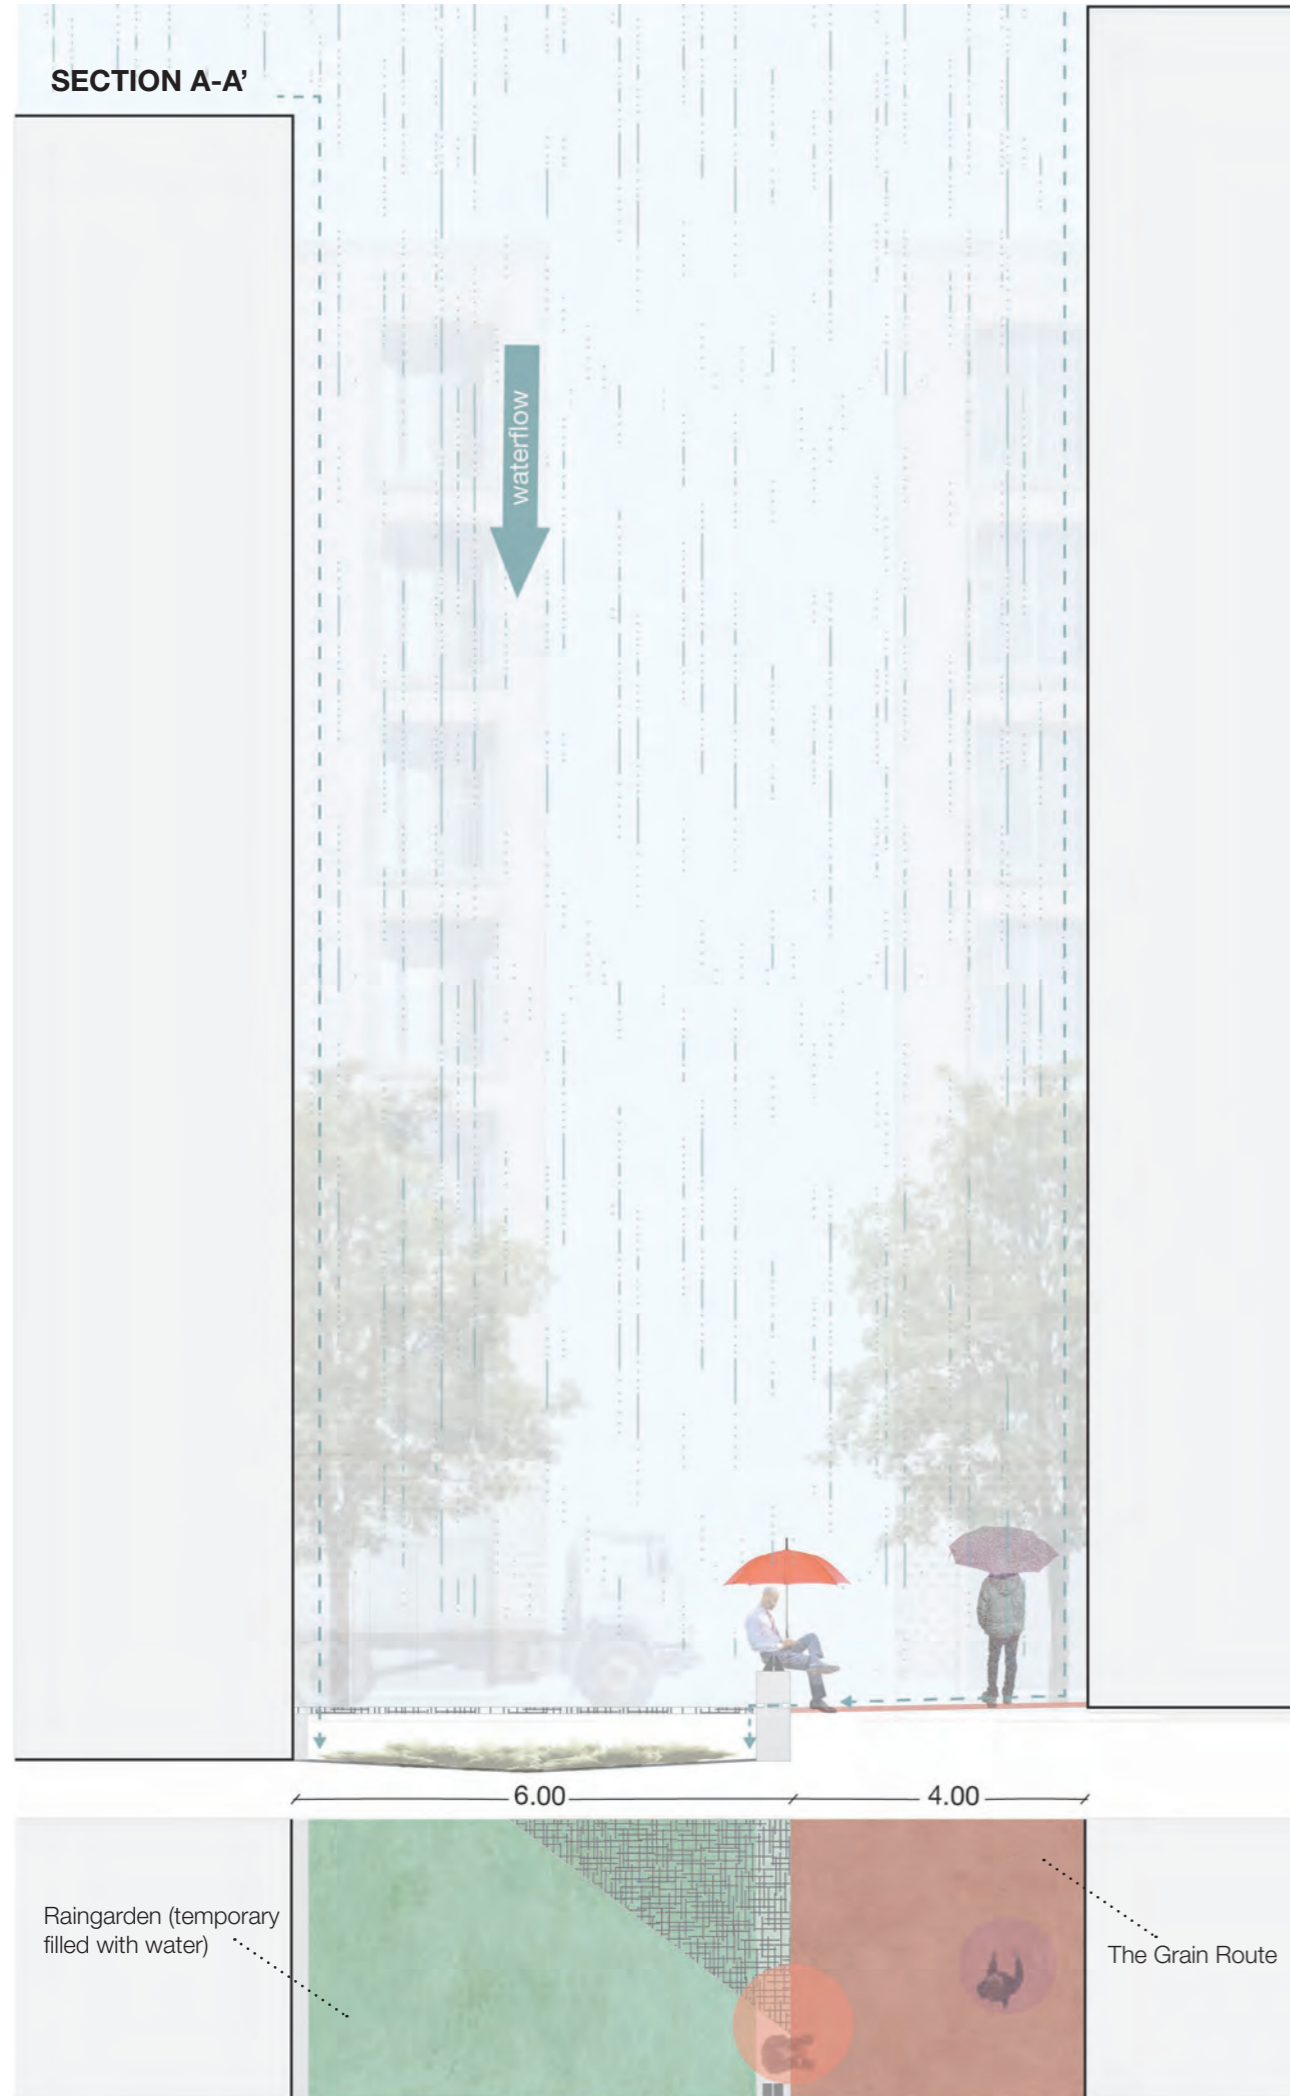 SECTION A-A'
waterflow
6.00
4.00
Raingarden (temporary
filled with water)
The Grain Route